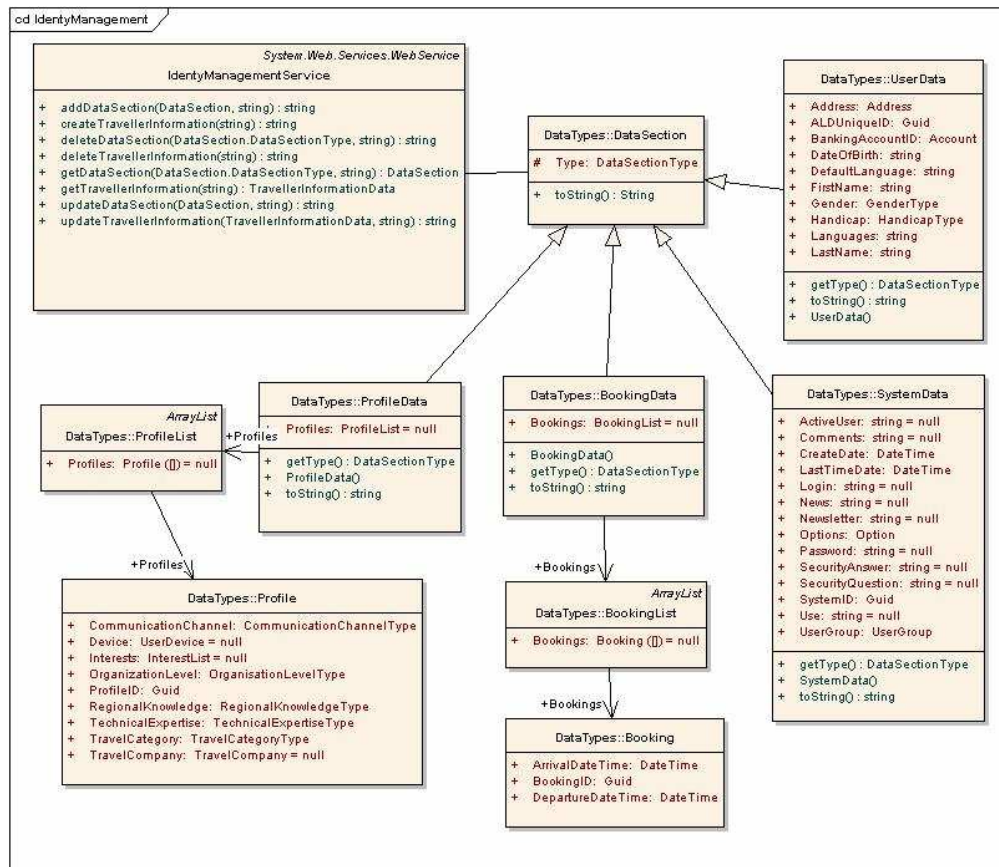 cd IdentyManagement
System.Web.Services.WebService
IdentyManagementService
+ addDataSection(DataSection, string) : string
+ createTravellerInformation(string) : string
+ deleteDataSection(DataSection.DataSectionType, string) : string
+ deleteTravellerInformation(string) : string
+ getDataSection(DataSection.DataSectionType, string) : DataSection
+ getTravellerInformation(string) : TravellerInformationData
+ updateDataSection(DataSection, string) : string
+ updateTravellerInformation(TravellerInformationData, string) : string
DataTypes::DataSection
# Type: DataSectionType
+ toString() : String
DataTypes::UserData
+ Address: Address
+ ALDUniqueID: Guid
+ BankingAccountID: Account
+ DateOfBirth: string
+ DefaultLanguage: string
+ FirstName: string
+ Gender: GenderType
+ Handicap: HandicapType
+ Languages: string
+ LastName: string
+ getType() : DataSectionType
+ toString() : string
+ UserData()
ArrayList
DataTypes::ProfileList
+ Profiles: Profile ([]) = null
+Profiles
DataTypes::ProfileData
Profiles: ProfileList = null
+ getType() : DataSectionType
+ ProfileData()
+ toString() : string
DataTypes::BookingData
+ Bookings: BookingList = null
+ BookingData()
+ getType() : DataSectionType
+ toString() : string
DataTypes::SystemData
+ ActiveUser: string = null
+ Comments: string = null
+ CreateDate: DateTime
+ LastTimeDate: DateTime
+ Login: string = null
+ News: string = null
+ Newsletter: string = null
+ Options: Option
+ Password: string = null
+ SecurityAnswer: string = null
+ SecurityQuestion: string = null
+ SystemID: Guid
+ Use: string = null
+ UserGroup: UserGroup
+ getType() : DataSectionType
+ SystemData()
+ toString() : string
+Profiles
DataTypes::Profile
+ CommunicationChannel: CommunicationChannelType
+ Device: UserDevice = null
+ Interests: InterestList = null
+ OrganizationLevel: OrganisationLevelType
+ ProfileID: Guid
+ RegionalKnowledge: RegionalKnowledgeType
+ TechnicalExpertise: TechnicalExpertiseType
+ TravelCategory: TravelCategoryType
+ TravelCompany: TravelCompany = null
+Bookings
ArrayList
DataTypes::BookingList
+ Bookings: Booking ([]) = null
+Bookings
DataTypes::Booking
+ ArrivalDateTime: DateTime
+ BookingID: Guid
+ DepartureDateTime: DateTime